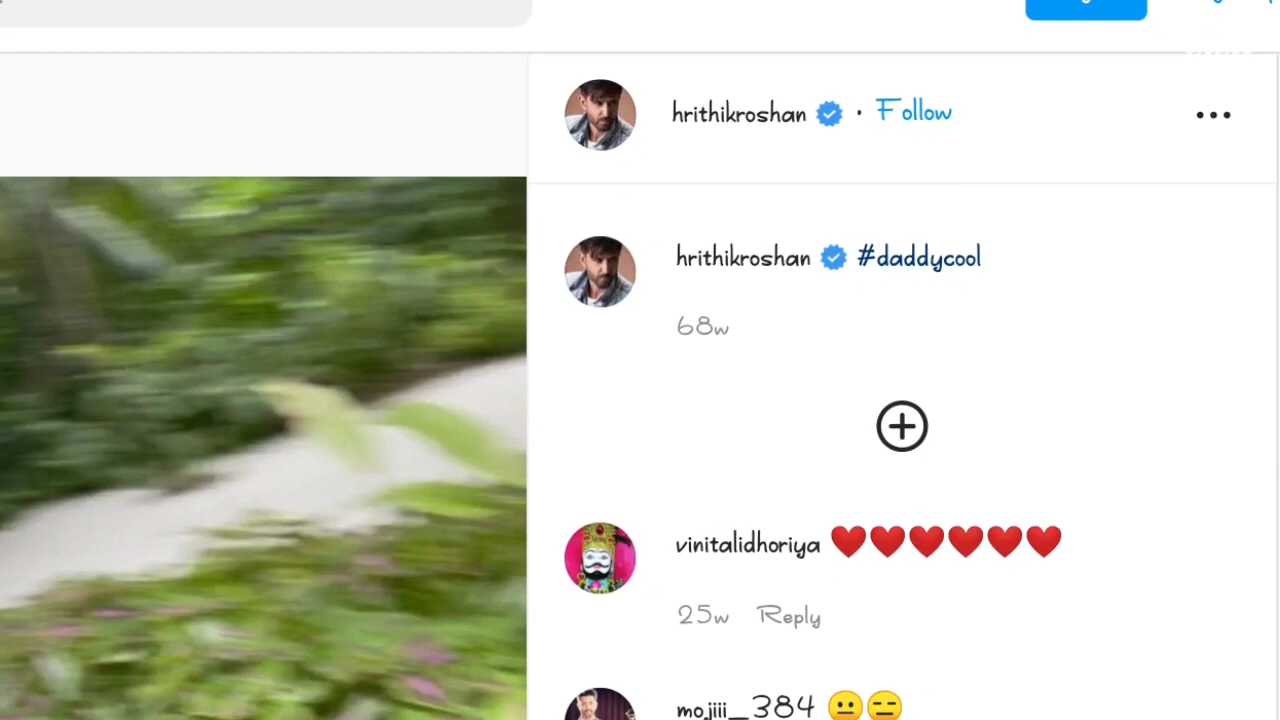 hrithikroshan • Follow
hrithikroshan #daddycool
68w
vinitalidhoriya ❤️❤️❤️❤️❤️❤️
25w Reply
mojiii_384 😐😑